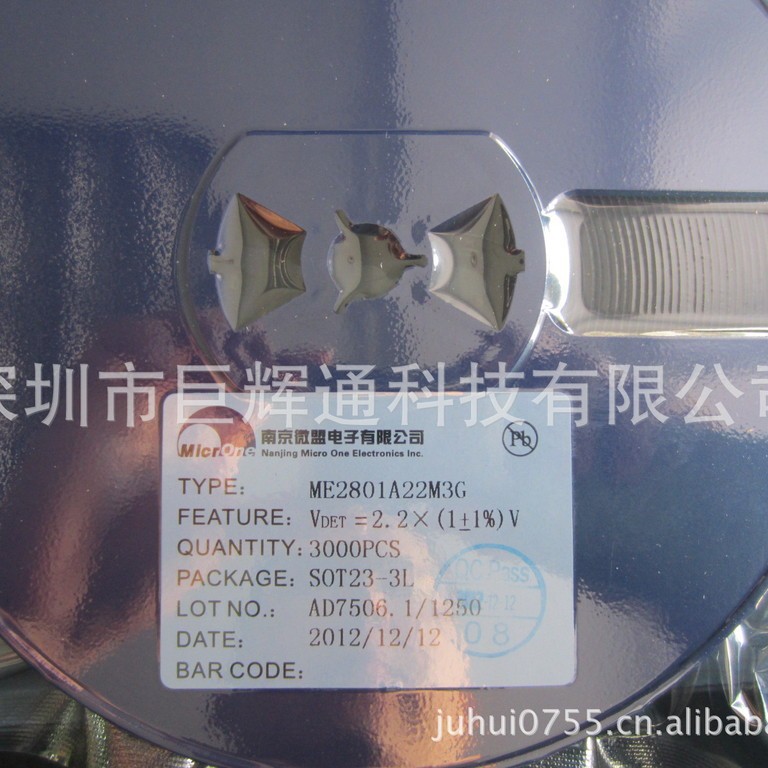 深圳市巨辉通科技有限公司
MicrOne 南京微盟电子有限公司
Nanjing Micro One Electronics Inc.
Pb
TYPE: ME2801A22M3G
FEATURE: VDET=2.2×(1±1%)V
QUANTITY: 3000PCS
PACKAGE: SOT23-3L
LOT NO.: AD7506.1/1250
DATE: 2012/12/12
BAR CODE:
QC Pass
08
juhui0755.cn.alibaba